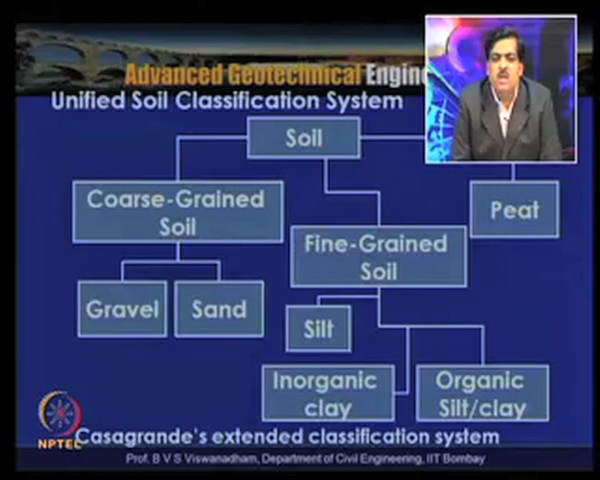 Advanced Geotechnical Engine
Unified Soil Classification System
Soil
Coarse-Grained
Soil
Peat
Fine-Grained
Soil
Gravel
Sand
Silt
Inorganic
clay
Organic
Silt/clay
NPTEL
Casagrande's extended classification system
Prof. B V S Viswanadham, Department of Civil Engineering, IIT Bombay